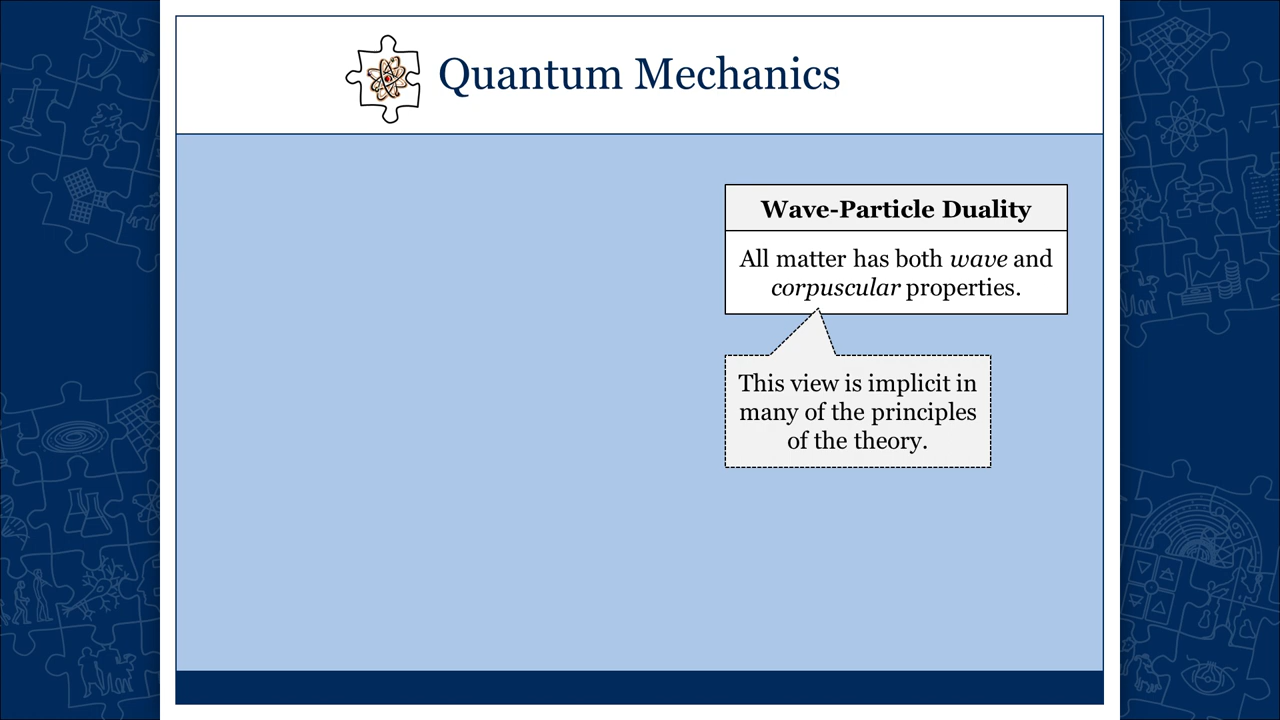 Quantum Mechanics
Wave-Particle Duality
All matter has both wave and
corpuscular properties.
This view is implicit in
many of the principles
of the theory.